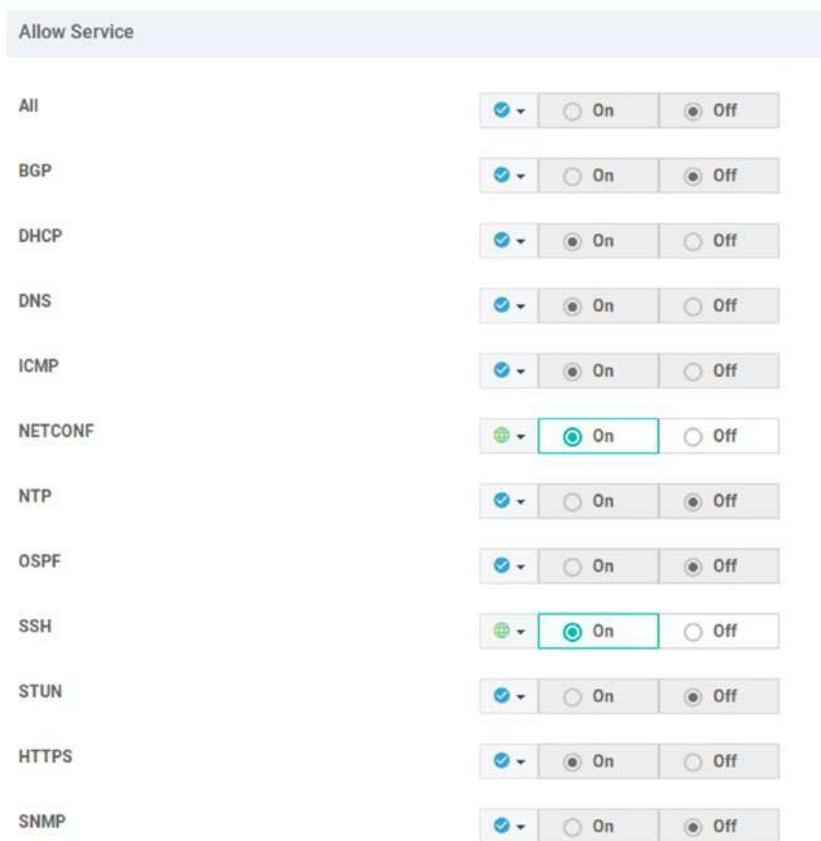 Allow Service
All On Off
BGP On Off
DHCP On Off
DNS On Off
ICMP On Off
NETCONF On Off
NTP On Off
OSPF On Off
SSH On Off
STUN On Off
HTTPS On Off
SNMP On Off